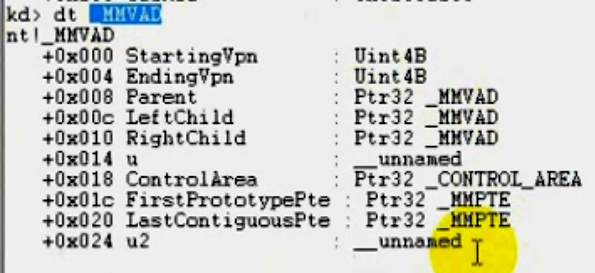 kd> dt _MMVAD
nt!_MMVAD
+0x000 StartingVpn : Uint4B
+0x004 EndingVpn : Uint4B
+0x008 Parent : Ptr32 _MMVAD
+0x00c LeftChild : Ptr32 _MMVAD
+0x010 RightChild : Ptr32 _MMVAD
+0x014 u : __unnamed
+0x018 ControlArea : Ptr32 _CONTROL_AREA
+0x01c FirstPrototypePte : Ptr32 _MMPTE
+0x020 LastContiguousPte : Ptr32 _MMPTE
+0x024 u2 : __unnamed